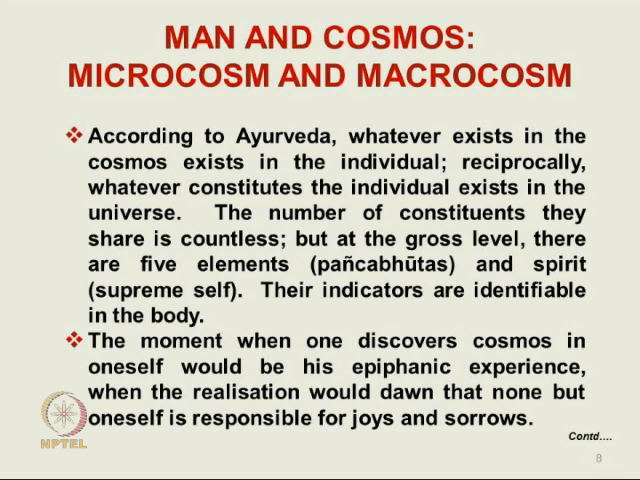 MAN AND COSMOS:
MICROCOSM AND MACROCOSM
❖ According to Ayurveda, whatever exists in the
cosmos exists in the individual; reciprocally,
whatever constitutes the individual exists in the
universe. The number of constituents they
share is countless; but at the gross level, there
are five elements (pañcabhūtas) and spirit
(supreme self). Their indicators are identifiable
in the body.
❖ The moment when one discovers cosmos in
oneself would be his epiphanic experience,
when the realisation would dawn that none but
oneself is responsible for joys and sorrows.
Contd....
NPTEL
8